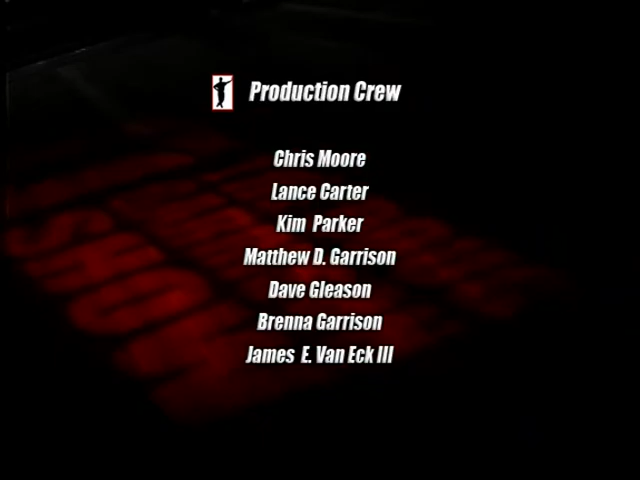 Production Crew
Chris Moore
Lance Carter
Kim Parker
Matthew D. Garrison
Dave Gleason
Brenna Garrison
James E. Van Eck III